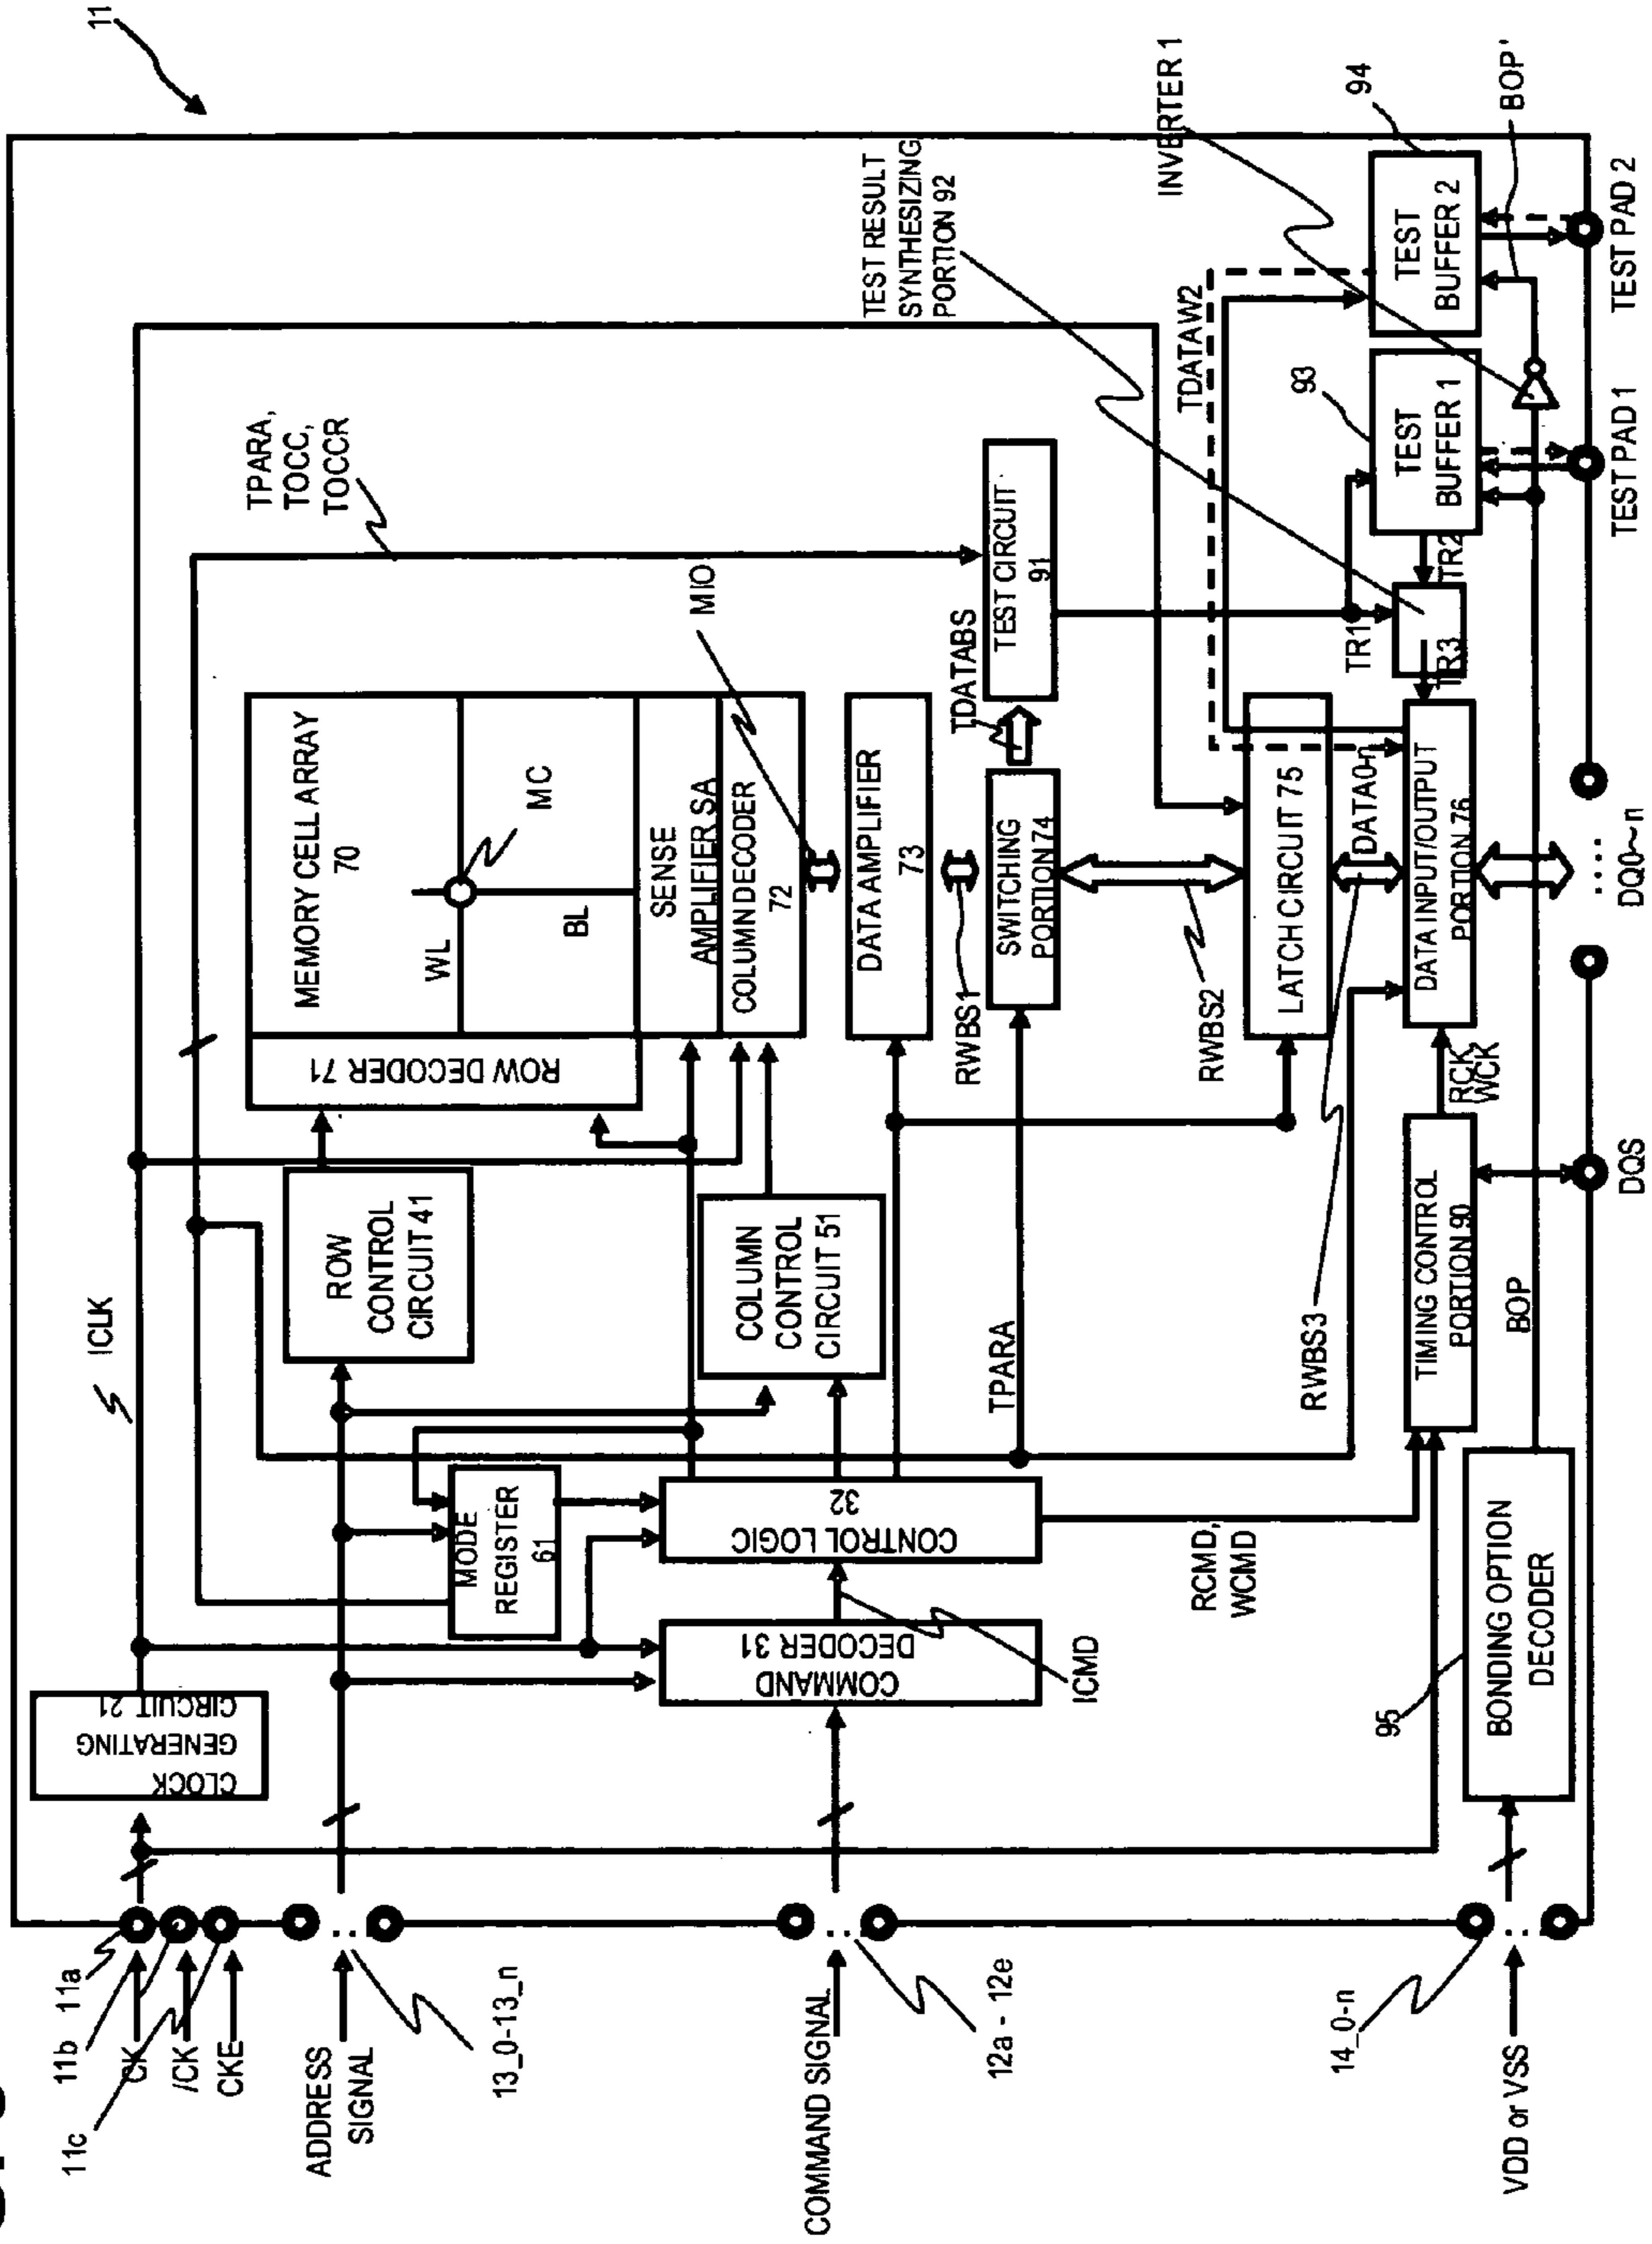 11
11a
11b
11c
CK
/CK
CKE
ADDRESS
SIGNAL
13_0-13_n
COMMAND SIGNAL
12a - 12e
14_0-n
VDD or VSS
CLOCK
GENERATING
CIRCUIT 21
ICLK
COMMAND
DECODER 31
ICMD
CONTROL LOGIC
32
MODE
REGISTER
61
ROW
CONTROL
CIRCUIT 41
COLUMN
CONTROL
CIRCUIT 51
TPARA
RCMD,
WCMD
95
BONDING OPTION
DECODER
BOP
TIMING CONTROL
PORTION 90
RCK
WCK
DQS
ROW DECODER 71
MEMORY CELL ARRAY
70
WL
MC
BL
MC
SENSE
AMPLIFIER SA
COLUMN DECODER
72
MIO
DATA AMPLIFIER
73
RWBS1
SWITCHING
PORTION 74
TDATABS
RWBS2
LATCH CIRCUIT 75
RWBS3
DATA0-n
DATA INPUT/OUTPUT
PORTION 76
DQ0~n
TPARA,
TOCC,
TOCCR
TEST CIRCUIT
91
TEST RESULT
SYNTHESIZING
PORTION 92
TR1
TR2
TR3
TDATAW2
93
TEST
BUFFER 1
94
TEST
BUFFER 2
INVERTER 1
BOP'
TEST PAD 1
TEST PAD 2